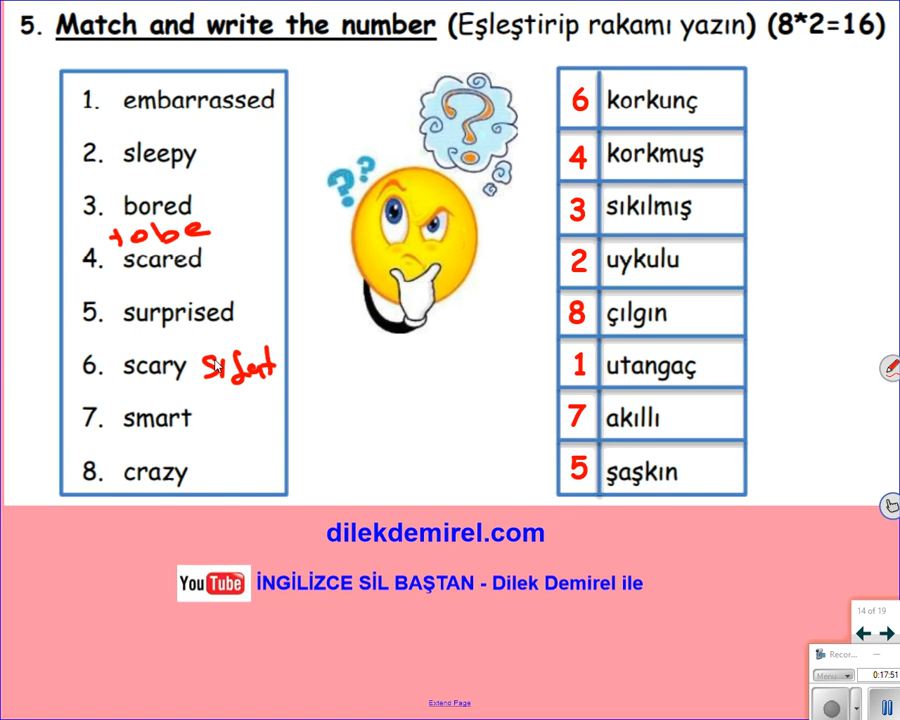 5. Match and write the number (Eşleştirip rakamı yazın) (8*2=16)
1. embarrassed
2. sleepy
3. bored
to be
4. scared
5. surprised
6. scary sıfat
7. smart
8. crazy
? ? ?
6 korkunç
4 korkmuş
3 sıkılmış
2 uykulu
8 çılgın
1 utangaç
7 akıllı
5 şaşkın
dilekdemirel.com
YouTube İNGİLİZCE SİL BAŞTAN - Dilek Demirel ile
Extend Page
14 of 19
Recor...
Menu
0:17:51